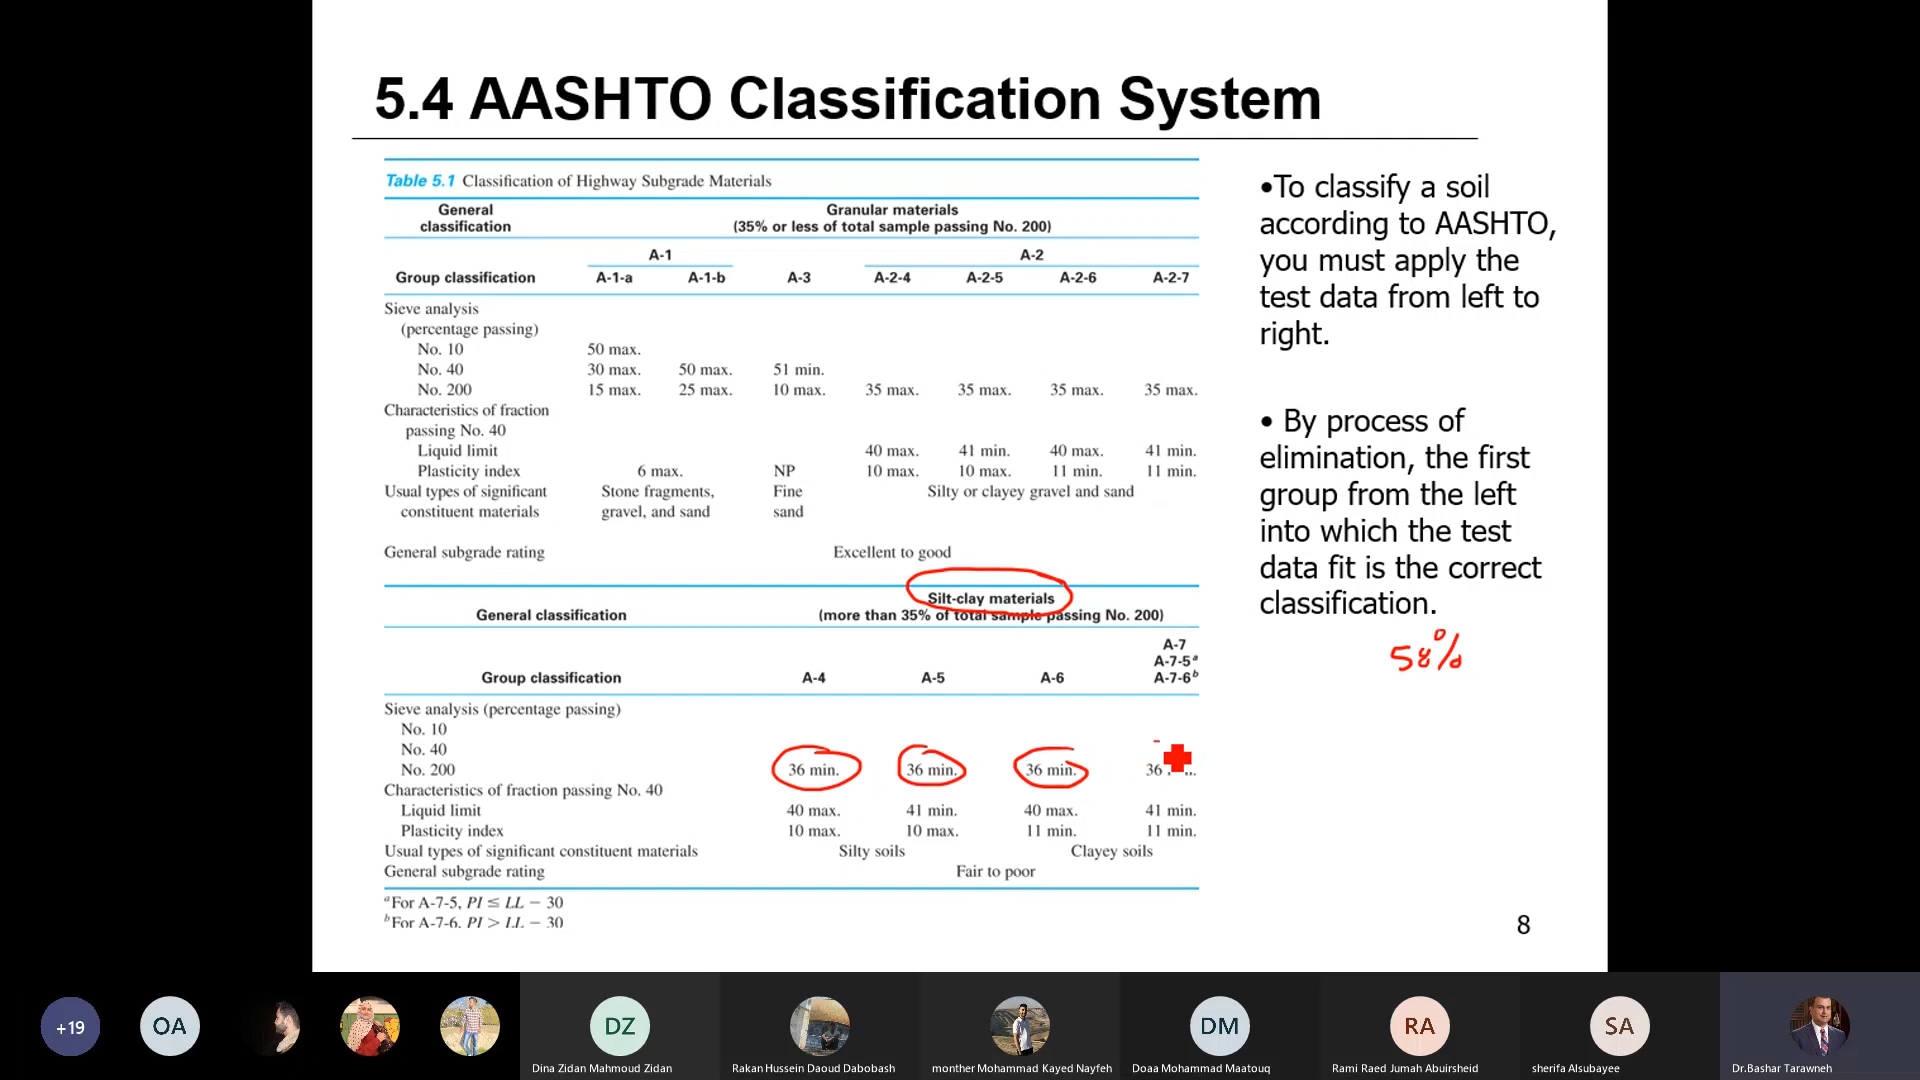 5.4 AASHTO Classification System
Table 5.1 Classification of Highway Subgrade Materials
General classification
Granular materials
(35% or less of total sample passing No. 200)
A-1
A-2
Group classification A-1-a A-1-b A-3 A-2-4 A-2-5 A-2-6 A-2-7
Sieve analysis
(percentage passing)
No. 10 50 max.
No. 40 30 max. 50 max. 51 min.
No. 200 15 max. 25 max. 10 max. 35 max. 35 max. 35 max. 35 max.
Characteristics of fraction
passing No. 40
Liquid limit 40 max. 41 min. 40 max. 41 min.
Plasticity index 6 max. NP 10 max. 10 max. 11 min. 11 min.
Usual types of significant Stone fragments, Fine Silty or clayey gravel and sand
constituent materials gravel, and sand sand
General subgrade rating Excellent to good
General classification
Silt-clay materials
(more than 35% of total sample passing No. 200)
A-7
A-7-5ᵃ
Group classification A-4 A-5 A-6 A-7-6ᵇ
Sieve analysis (percentage passing)
No. 10
No. 40
No. 200 36 min. 36 min. 36 min. 36
Characteristics of fraction passing No. 40
Liquid limit 40 max. 41 min. 40 max. 41 min.
Plasticity index 10 max. 10 max. 11 min. 11 min.
Usual types of significant constituent materials Silty soils Clayey soils
General subgrade rating Fair to poor
ᵃFor A-7-5, PI ≤ LL − 30
ᵇFor A-7-6, PI > LL − 30
•To classify a soil
according to AASHTO,
you must apply the
test data from left to
right.
• By process of
elimination, the first
group from the left
into which the test
data fit is the correct
classification.
58%
8
+19
OA
DZ
DM
RA
SA
Dina Zidan Mahmoud Zidan
Rakan Hussein Daoud Dabobash
monther Mohammad Kayed Nayfeh
Doaa Mohammad Maatouq
Rami Raed Jumah Abuirsheid
sherifa Alsubayee
Dr.Bashar Tarawneh